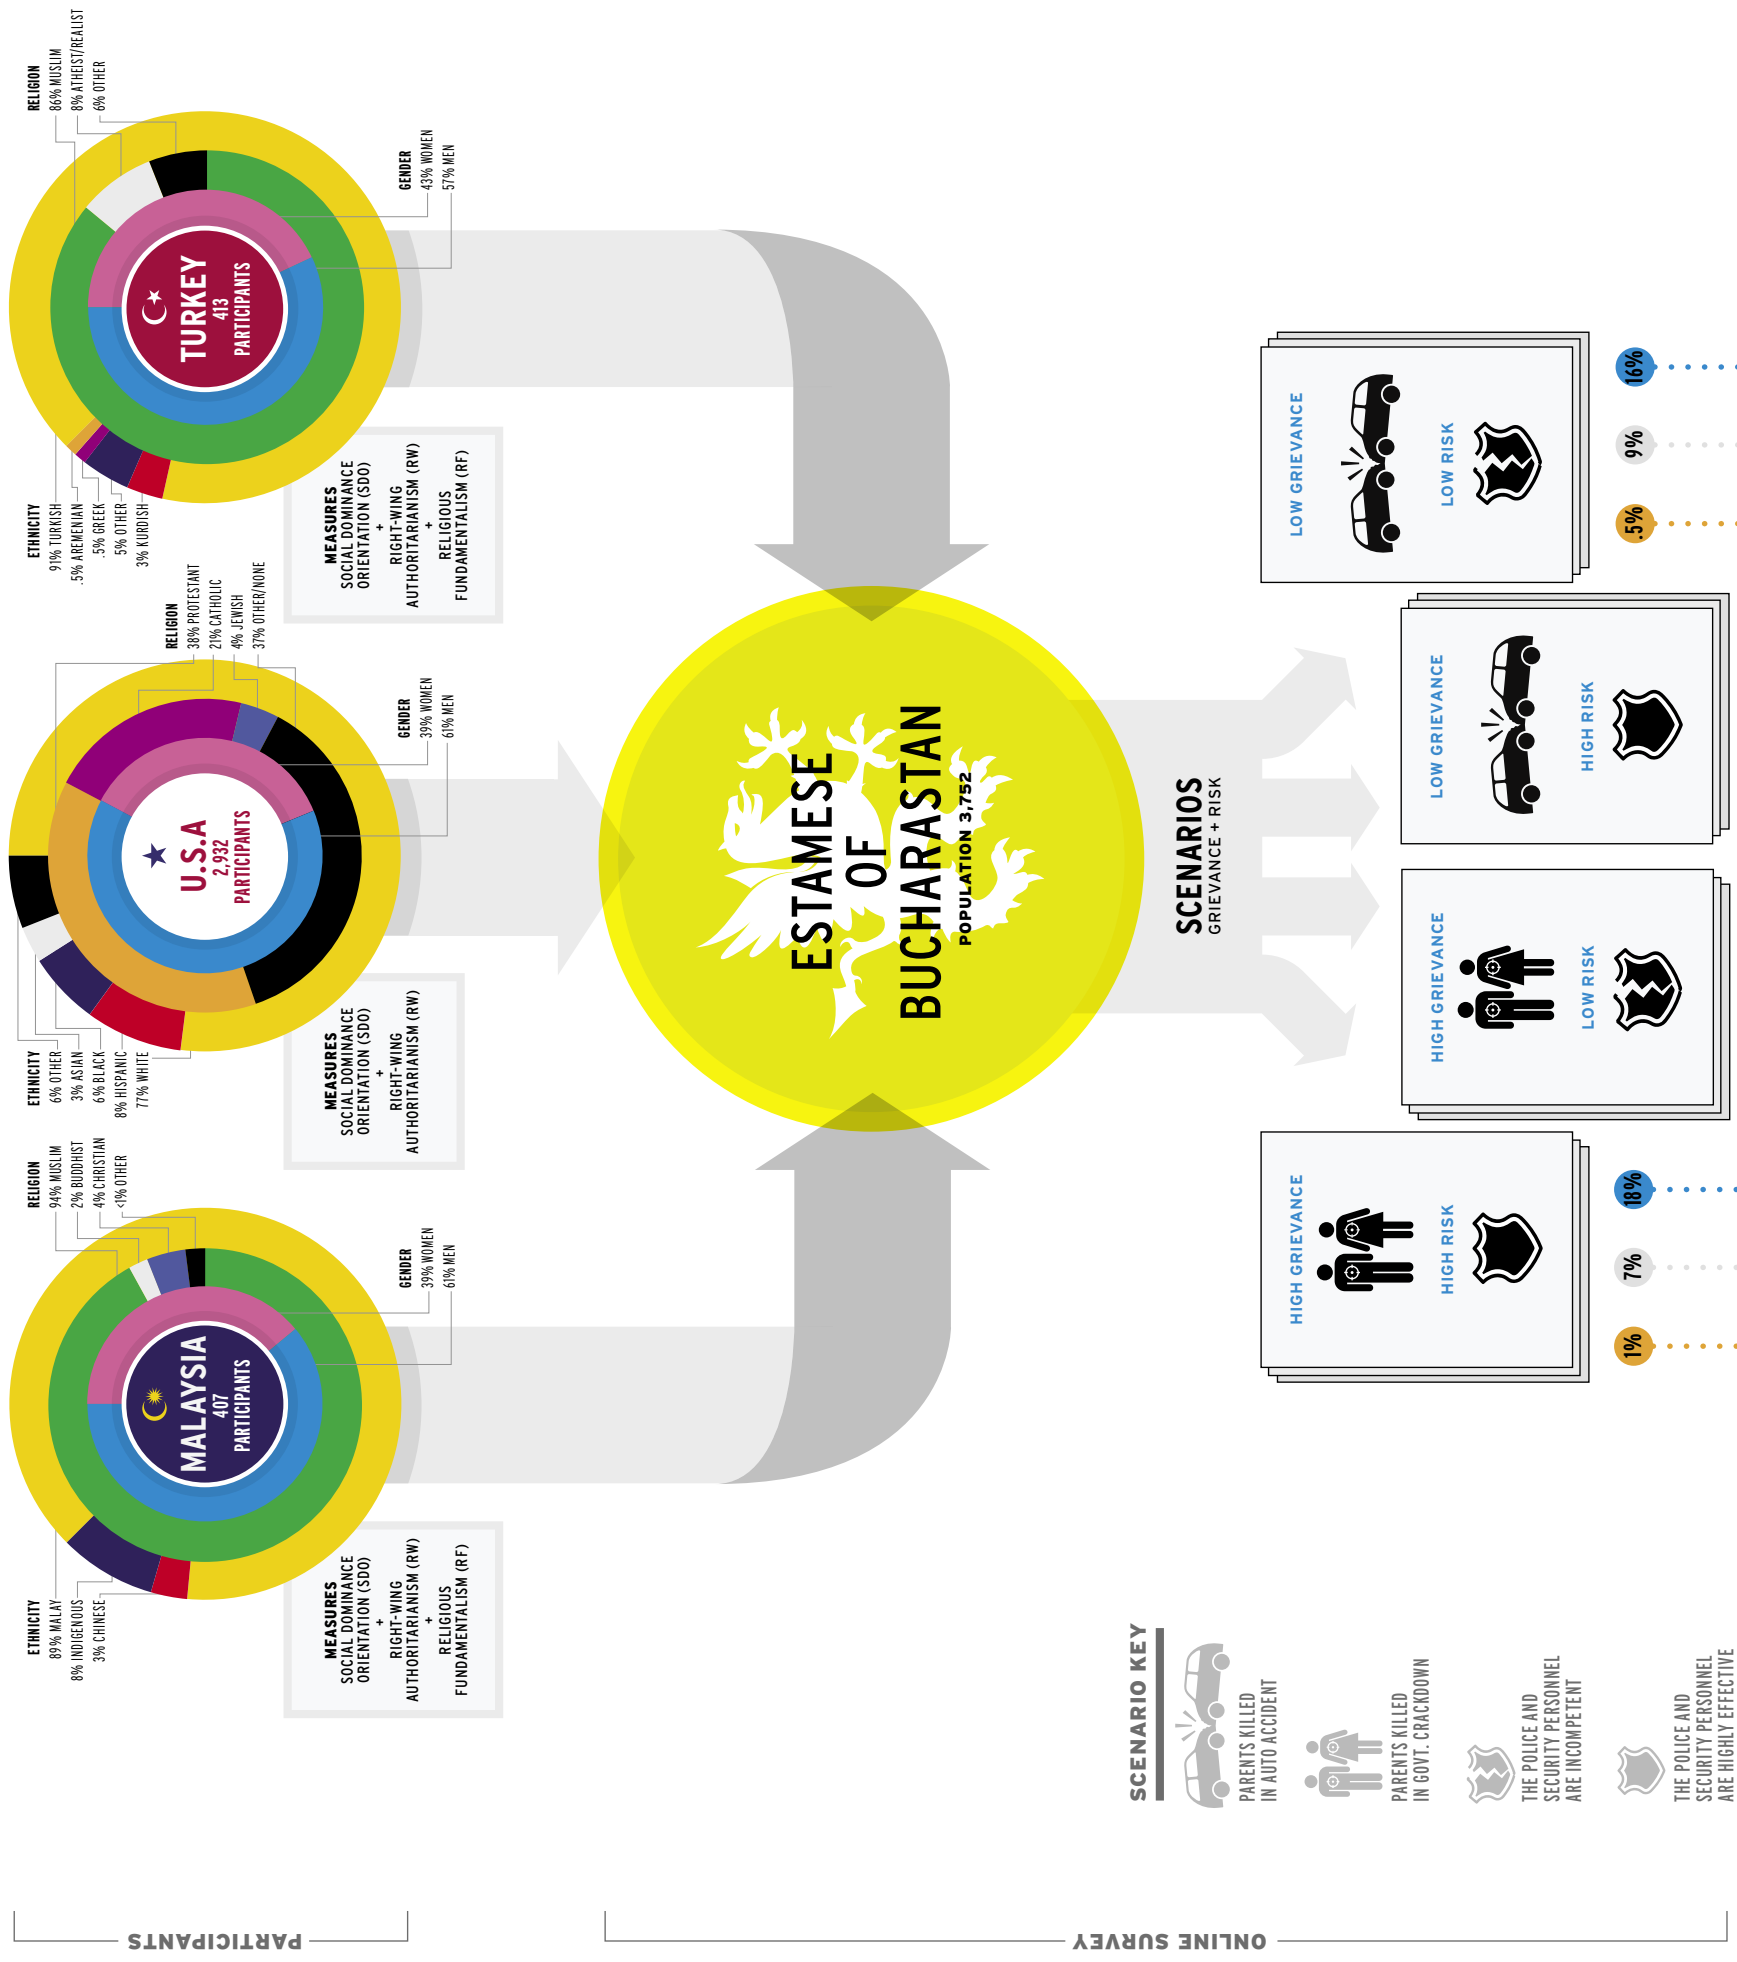 PARTICIPANTS
MALAYSIA
407
PARTICIPANTS
ETHNICITY
89% MALAY
8% INDIGENOUS
3% CHINESE
RELIGION
94% MUSLIM
2% BUDDHIST
4% CHRISTIAN
<1% OTHER
GENDER
39% WOMEN
61% MEN
MEASURES
SOCIAL DOMINANCE
ORIENTATION (SDO)
+
RIGHT-WING
AUTHORITARIANISM (RW)
+
RELIGIOUS
FUNDAMENTALISM (RF)
U.S.A
2,932
PARTICIPANTS
ETHNICITY
6% OTHER
3% ASIAN
6% BLACK
8% HISPANIC
77% WHITE
RELIGION
38% PROTESTANT
21% CATHOLIC
4% JEWISH
37% OTHER/NONE
GENDER
39% WOMEN
61% MEN
MEASURES
SOCIAL DOMINANCE
ORIENTATION (SDO)
+
RIGHT-WING
AUTHORITARIANISM (RW)
TURKEY
413
PARTICIPANTS
ETHNICITY
91% TURKISH
.5% AREMENIAN
.5% GREEK
5% OTHER
3% KURDISH
RELIGION
86% MUSLIM
8% ATHEIST/REALIST
6% OTHER
GENDER
43% WOMEN
57% MEN
MEASURES
SOCIAL DOMINANCE
ORIENTATION (SDO)
+
RIGHT-WING
AUTHORITARIANISM (RW)
+
RELIGIOUS
FUNDAMENTALISM (RF)
ONLINE SURVEY
ESTAMESE
OF
BUCHARASTAN
POPULATION 3,752
SCENARIOS
GRIEVANCE + RISK
SCENARIO KEY
PARENTS KILLED
IN AUTO ACCIDENT
PARENTS KILLED
IN GOVT. CRACKDOWN
THE POLICE AND
SECURITY PERSONNEL
ARE INCOMPETENT
THE POLICE AND
SECURITY PERSONNEL
ARE HIGHLY EFFECTIVE
HIGH GRIEVANCE
HIGH RISK
HIGH GRIEVANCE
LOW RISK
LOW GRIEVANCE
HIGH RISK
LOW GRIEVANCE
LOW RISK
1%
7%
18%
.5%
9%
16%